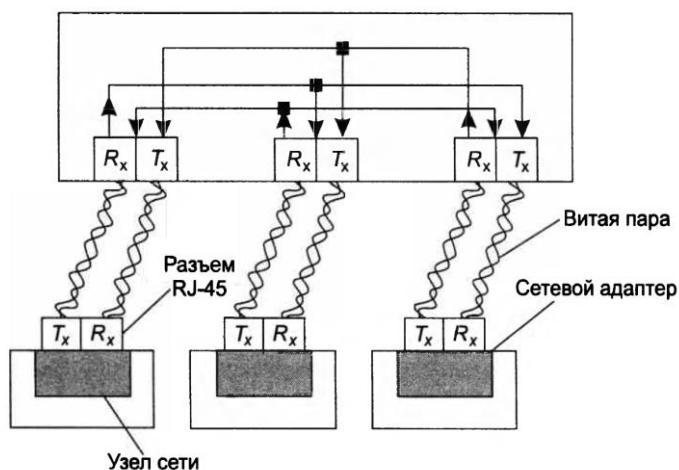 Rx Tx Rx Tx Rx Tx
Витая пара
Разъем
RJ-45
Сетевой адаптер
Tx Rx Tx Rx Tx Rx
Узел сети